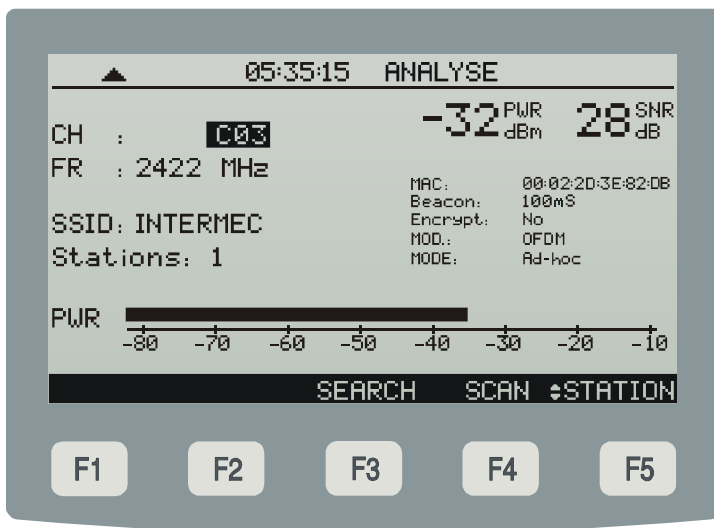 05:35:15 ANALYSE
-32 PWR dBm 28 SNR dB
CH : C03
FR : 2422 MHz
MAC: 00:02:2D:3E:82:DB
Beacon: 100mS
SSID: INTERMEC
Encrypt: No
MOD.: OFDM
Stations: 1
MODE: Ad-hoc
PWR
-80 -70 -60 -50 -40 -30 -20 -10
SEARCH SCAN STATION
F1 F2 F3 F4 F5